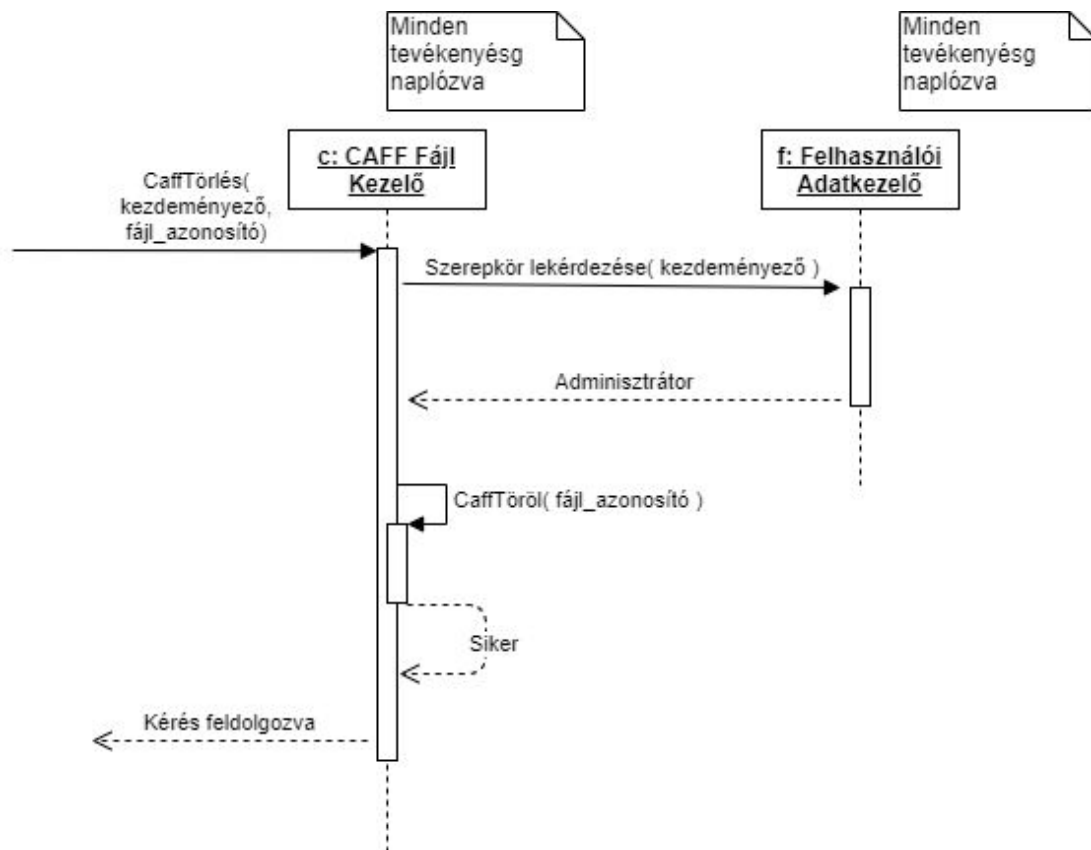 Minden
tevékenyésg
naplózva
Minden
tevékenyésg
naplózva
c: CAFF Fájl
Kezelő
f: Felhasználói
Adatkezelő
CaffTörlés(
kezdeményező,
fájl_azonosító)
Szerepkör lekérdezése( kezdeményező )
Adminisztrátor
CaffTöröl( fájl_azonosító )
Siker
Kérés feldolgozva